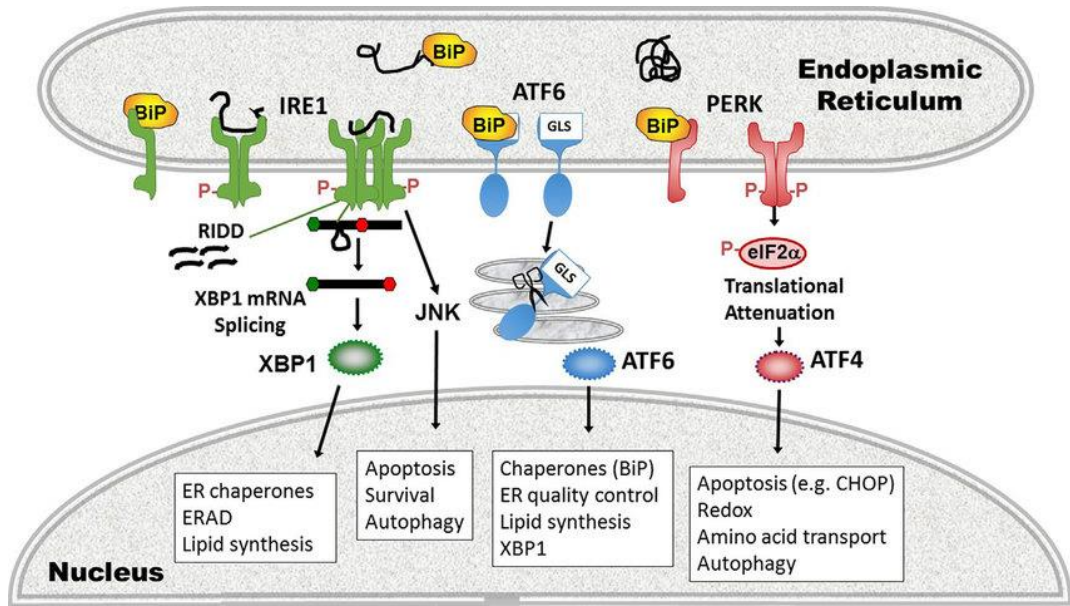 BiP
Endoplasmic
Reticulum
BiP
IRE1
ATF6
BiP
GLS
PERK
BiP
P-
P-
-P
P-
-P
RIDD
P-
eIF2α
XBP1 mRNA
Splicing
GLS
JNK
Translational
Attenuation
XBP1
ATF6
ATF4
ER chaperones
ERAD
Lipid synthesis
Apoptosis
Survival
Autophagy
Chaperones (BiP)
ER quality control
Lipid synthesis
XBP1
Apoptosis (e.g. CHOP)
Redox
Amino acid transport
Autophagy
Nucleus